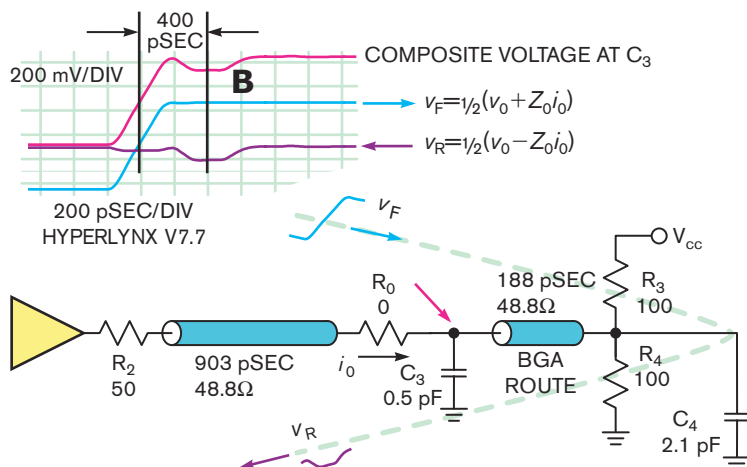 400
pSEC
COMPOSITE VOLTAGE AT C3
200 mV/DIV
B
vF=1/2(v0+Z0i0)
vR=1/2(v0−Z0i0)
200 pSEC/DIV
HYPERLYNX V7.7
vF
Vcc
188 pSEC
48.8Ω
R3
100
R0
0
R2
50
903 pSEC
48.8Ω
i0
C3
0.5 pF
BGA
ROUTE
R4
100
C4
2.1 pF
vR